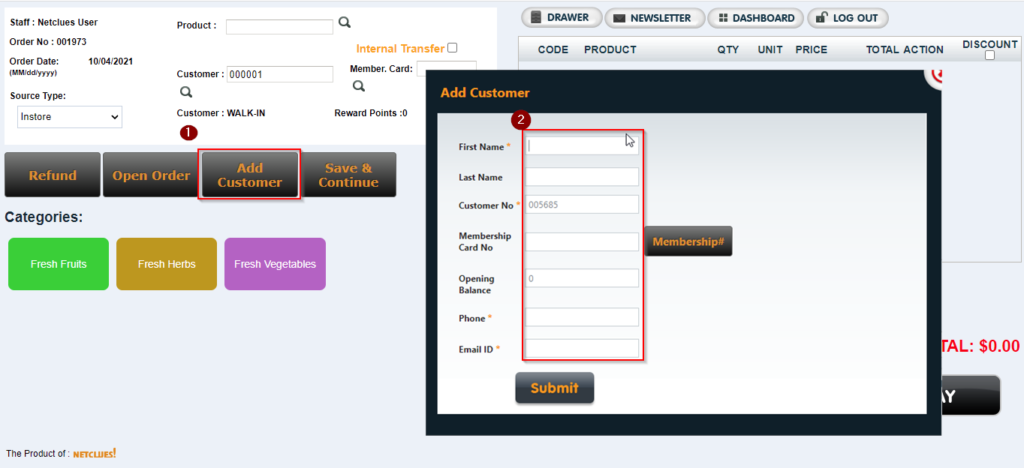 Staff : Netclues User
Product :
DRAWER
NEWSLETTER
DASHBOARD
LOG OUT
Order No : 001973
Internal Transfer
Order Date: 10/04/2021
(MM/dd/yyyy)
Customer : 000001
Member. Card:
Source Type:
Instore
Customer : WALK-IN
Reward Points :0
CODE PRODUCT QTY UNIT PRICE TOTAL ACTION DISCOUNT
1
Refund
Open Order
Add
Customer
Save &
Continue
Categories:
Fresh Fruits
Fresh Herbs
Fresh Vegetables
Add Customer
2
First Name *
Last Name
Customer No * 005685
Membership
Card No
Membership#
Opening
Balance
0
Phone *
Email ID *
Submit
TAL: $0.00
AY
The Product of : NETCLUES!